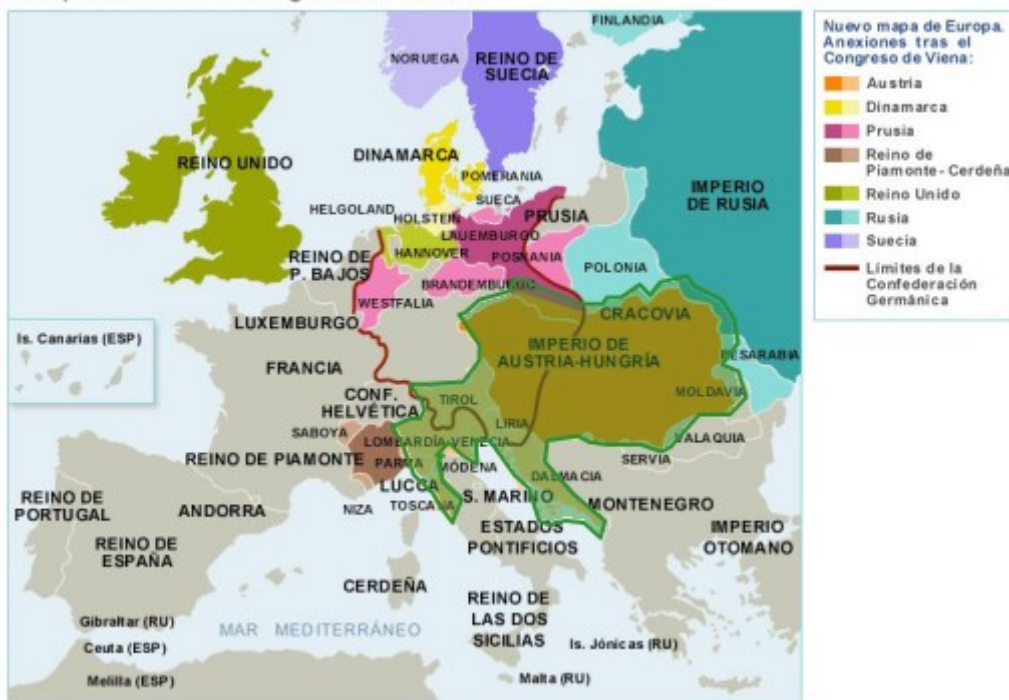 FINLANDIA
NORUEGA
REINO DE
SUECIA
REINO UNIDO
DINAMARCA
POMERANIA
SUECA
IMPERIO
DE RUSIA
HELGOLAND
HOLSTEIN
PRUSIA
LAUEMBURGO
REINO DE
P. BAJOS
HANNOVER
POSNANIA
POLONIA
BRANDEMBURGO
WESTFALIA
LUXEMBURGO
CRACOVIA
Is. Canarias (ESP)
IMPERIO DE
AUSTRIA-HUNGRÍA
BESARABIA
FRANCIA
MOLDAVIA
CONF.
HELVÉTICA
TIROL
LIRIA
SABOYA
LOMBARDÍA-VENECIA
VALAQUIA
REINO DE PIAMONTE
PARMA
MÓDENA
SERVIA
DALMACIA
LUCCA
REINO DE
PORTUGAL
ANDORRA
NIZA
TOSCANA
S. MARINO
MONTENEGRO
REINO DE
ESPAÑA
ESTADOS
PONTIFICIOS
IMPERIO
OTOMANO
CERDEÑA
REINO DE
LAS DOS
SICILIAS
Gibraltar (RU)
MAR MEDITERRÁNEO
Is. Jónicas (RU)
Ceuta (ESP)
Melilla (ESP)
Malta (RU)
Nuevo mapa de Europa.
Anexiones tras el
Congreso de Viena:
Austria
Dinamarca
Prusia
Reino de
Piamonte-Cerdeña
Reino Unido
Rusia
Suecia
Límites de la
Confederación
Germánica